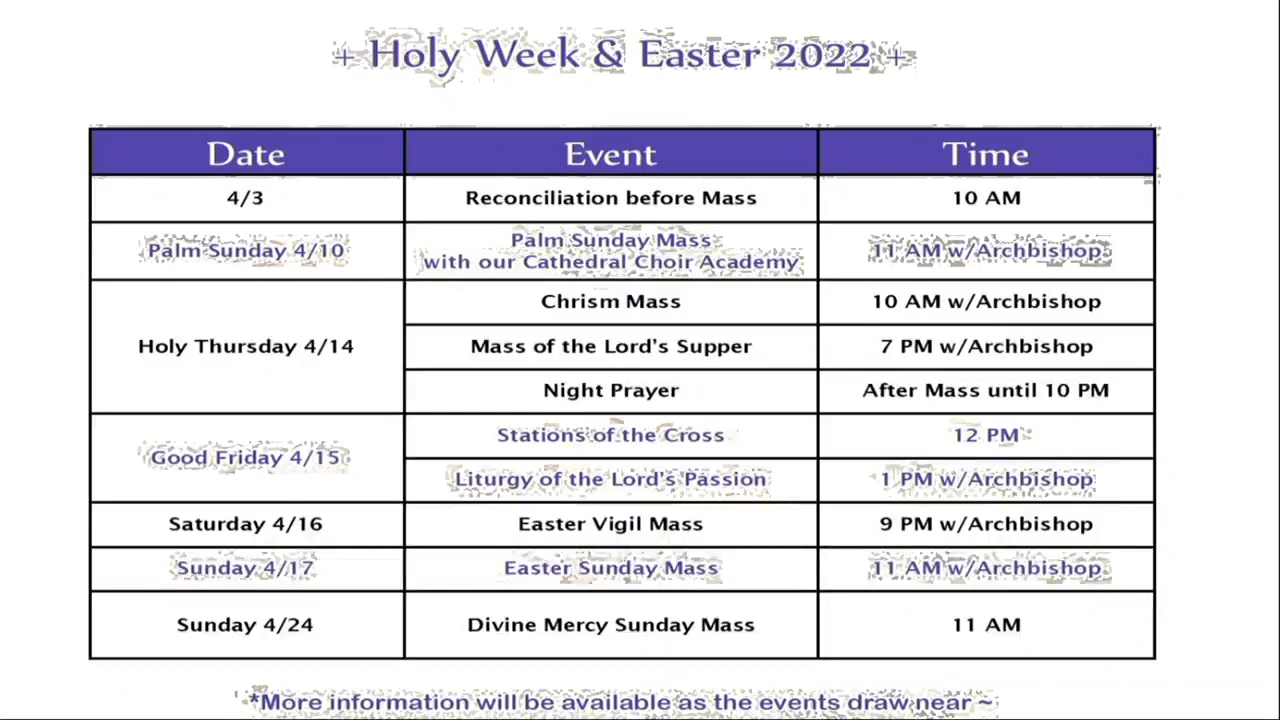 + Holy Week & Easter 2022 +
Date Event Time
4/3 Reconciliation before Mass 10 AM
Palm Sunday 4/10 Palm Sunday Mass 11 AM w/Archbishop
with our Cathedral Choir Academy
Holy Thursday 4/14 Chrism Mass 10 AM w/Archbishop
Mass of the Lord's Supper 7 PM w/Archbishop
Night Prayer After Mass until 10 PM
Good Friday 4/15 Stations of the Cross 12 PM
Liturgy of the Lord's Passion 1 PM w/Archbishop
Saturday 4/16 Easter Vigil Mass 9 PM w/Archbishop
Sunday 4/17 Easter Sunday Mass 11 AM w/Archbishop
Sunday 4/24 Divine Mercy Sunday Mass 11 AM
*More information will be available as the events draw near ~